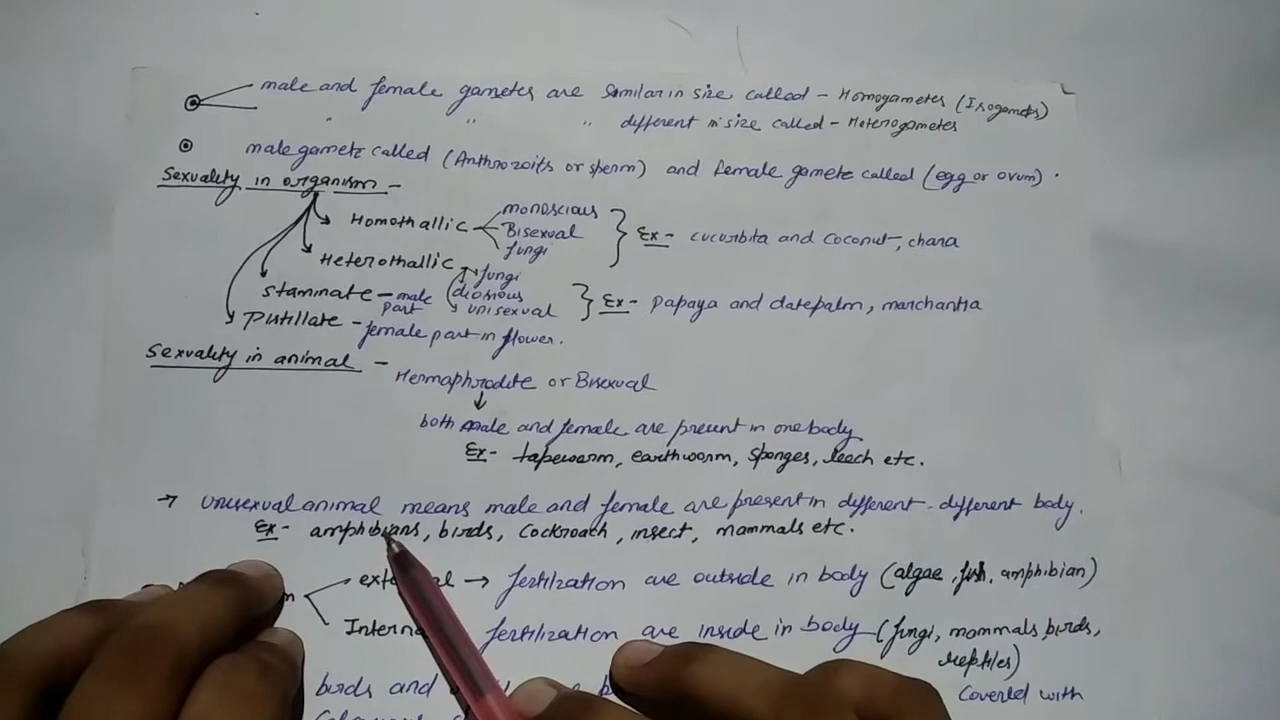 male and female gametes are similar in size called - Homogametes (Isogametes)
" " " different in size called - Heterogametes
male gamete called (Anthrozoits or sperm) and female gamete called (egg or ovum).
Sexuality in organism -
Homothallic monoscious
Bisexual
fungi
Ex- cucurbita and coconut, chara
Heterothallic fungi
dioscious
unisexual
Ex- papaya and datepalm, marchantia
Staminate - male part
Pistillate - female part in flower.
Sexuality in animal -
Hermaphrodite or Bisexual
both male and female are present in one body
Ex- tapeworm, earthworm, sponges, leech etc.
→ unisexual animal means male and female are present in different-different body.
Ex- amphibians, birds, cockroach, insect, mammals etc.
→ fertilization are outside in body (algae, fish, amphibian)
fertilization are inside in body (fungi, mammals, birds,
reptiles)
birds and
covered with